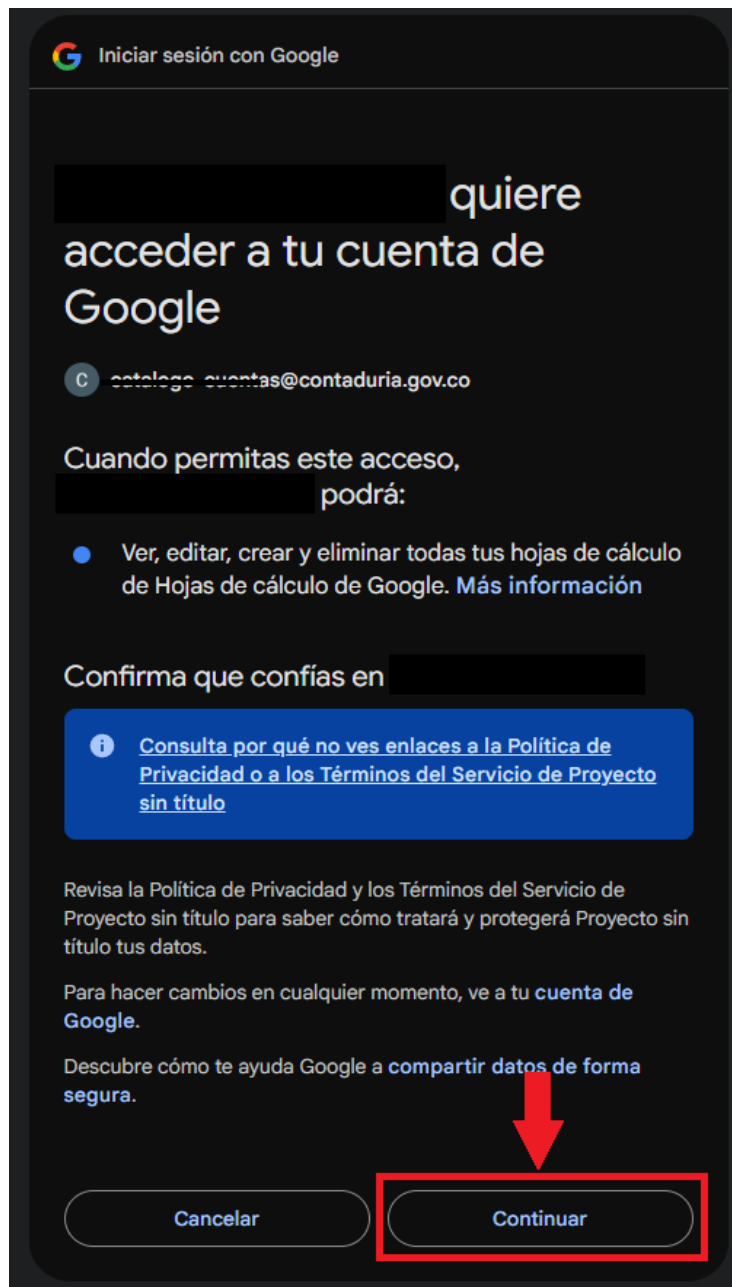 Iniciar sesión con Google
quiere
acceder a tu cuenta de
Google
C as@contaduria.gov.co
Cuando permitas este acceso,
podrá:
Ver, editar, crear y eliminar todas tus hojas de cálculo
de Hojas de cálculo de Google. Más información
Confirma que confías en
Consulta por qué no ves enlaces a la Política de
Privacidad o a los Términos del Servicio de Proyecto
sin título
Revisa la Política de Privacidad y los Términos del Servicio de
Proyecto sin título para saber cómo tratará y protegerá Proyecto sin
título tus datos.
Para hacer cambios en cualquier momento, ve a tu cuenta de
Google.
Descubre cómo te ayuda Google a compartir datos de forma
segura.
Cancelar Continuar